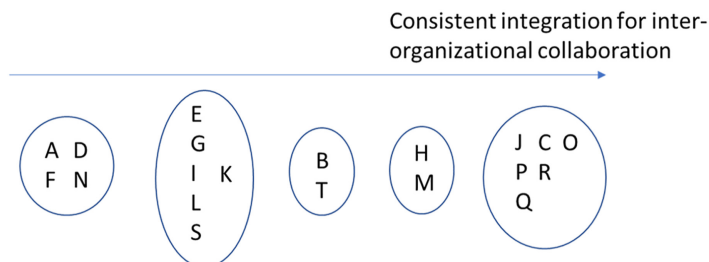 Consistent integration for inter-
organizational collaboration
A D
F N
E
G
I K
L
S
B
T
H
M
J C O
P R
Q